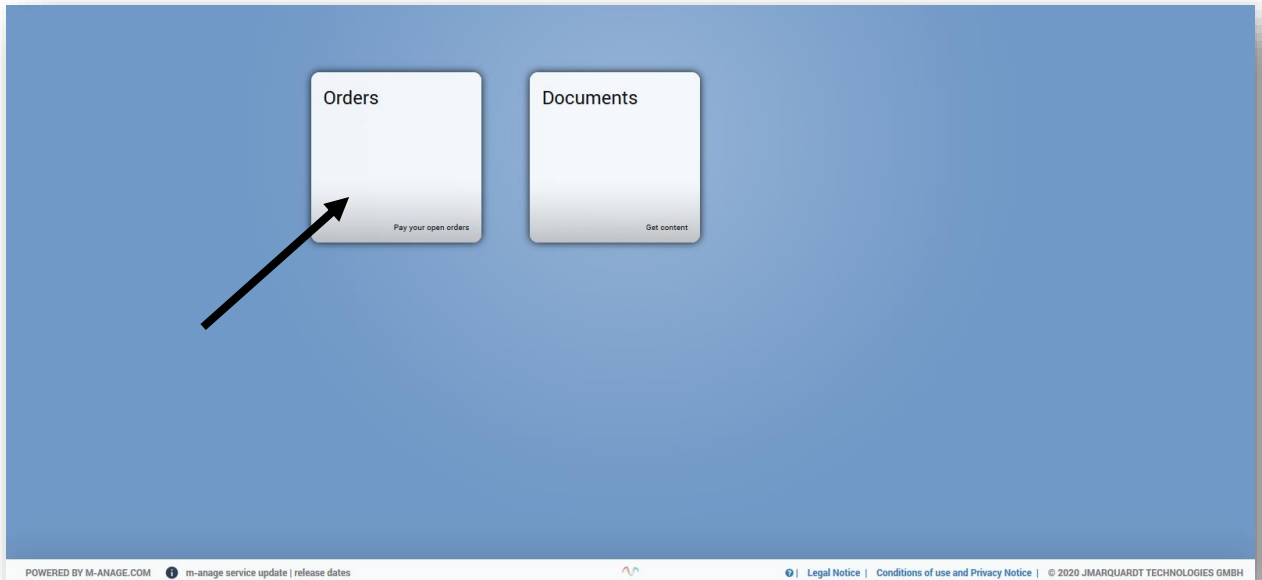 Orders
Pay your open orders
Documents
Get content
POWERED BY M-ANAGE.COM m-anage service update | release dates | Legal Notice | Conditions of use and Privacy Notice | © 2020 JMARQUARDT TECHNOLOGIES GMBH